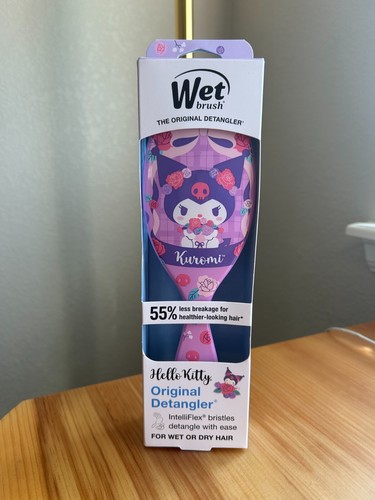 Wet
brush®
THE ORIGINAL DETANGLER®
Kuromi™
55% less breakage for
healthier-looking hair*
Hello Kitty®
Original
Detangler®
IntelliFlex® bristles
detangle with ease
FOR WET OR DRY HAIR